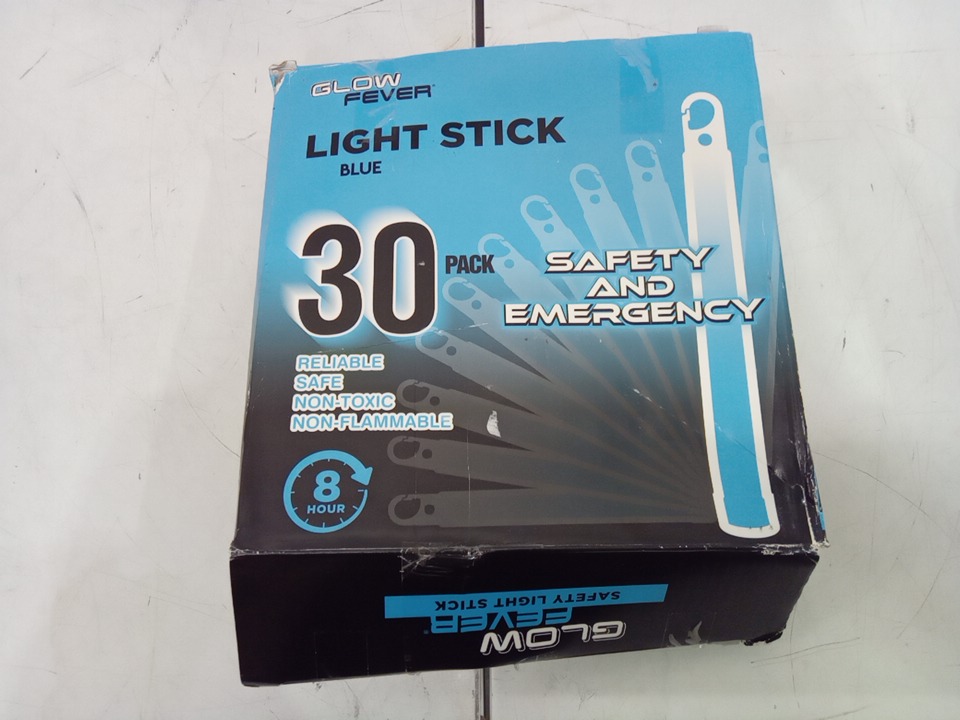 GLOW
FEVER
LIGHT STICK
BLUE
30 PACK
SAFETY
AND
EMERGENCY
RELIABLE
SAFE
NON-TOXIC
NON-FLAMMABLE
8
HOUR
SAFETY LIGHT STICK
GLOW
FEVER